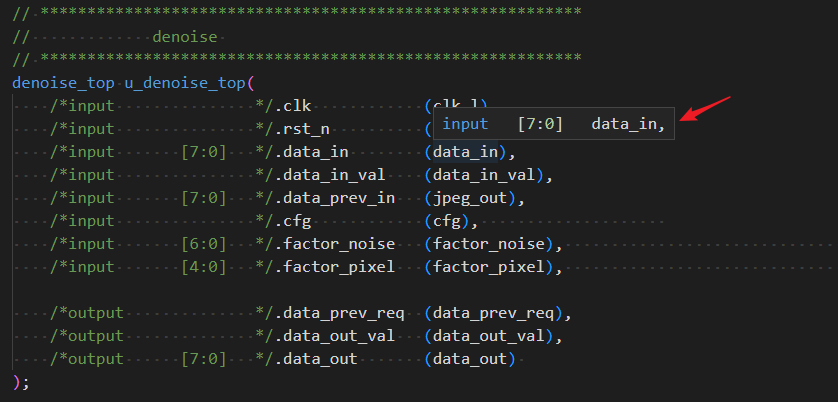 // **********************************************************
// denoise
// **********************************************************
denoise_top u_denoise_top(
/*input */.clk (clk_l)
/*input */.rst_n (
input [7:0] data_in,
/*input [7:0] */.data_in (data_in),
/*input */.data_in_val (data_in_val),
/*input [7:0] */.data_prev_in (jpeg_out),
/*input */.cfg (cfg),
/*input [6:0] */.factor_noise (factor_noise),
/*input [4:0] */.factor_pixel (factor_pixel),
/*output */.data_prev_req (data_prev_req),
/*output */.data_out_val (data_out_val),
/*output [7:0] */.data_out (data_out)
);